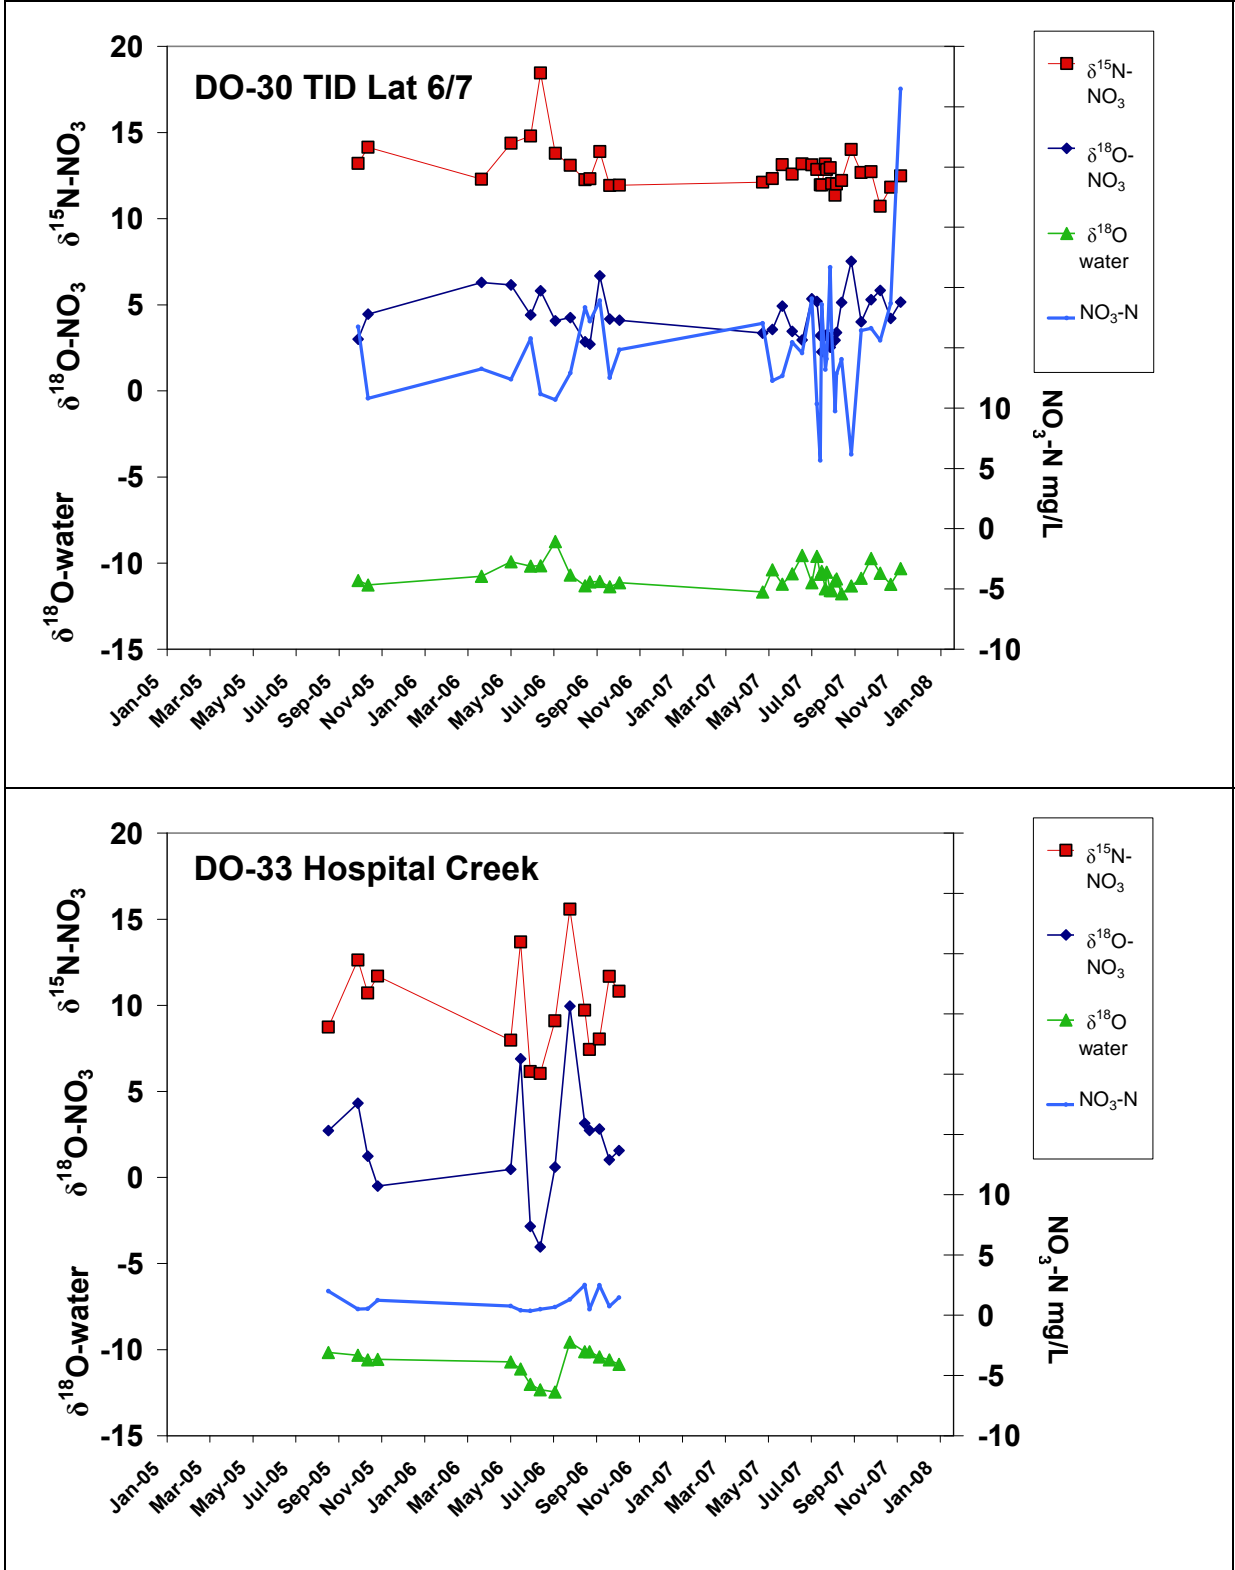 DO-30 TID Lat 6/7
20
15
10
5
0
-5
-10
-15
δ¹⁵N-NO₃
δ¹⁸O-NO₃
δ¹⁸O-water
10
5
0
-5
-10
NO₃-N mg/L
Jan-05
Mar-05
May-05
Jul-05
Sep-05
Nov-05
Jan-06
Mar-06
May-06
Jul-06
Sep-06
Nov-06
Jan-07
Mar-07
May-07
Jul-07
Sep-07
Nov-07
Jan-08
δ¹⁵N-
NO₃
δ¹⁸O-
NO₃
δ¹⁸O
water
NO₃-N
DO-33 Hospital Creek
20
15
10
5
0
-5
-10
-15
δ¹⁵N-NO₃
δ¹⁸O-NO₃
δ¹⁸O-water
10
5
0
-5
-10
NO₃-N mg/L
Jan-05
Mar-05
May-05
Jul-05
Sep-05
Nov-05
Jan-06
Mar-06
May-06
Jul-06
Sep-06
Nov-06
Jan-07
Mar-07
May-07
Jul-07
Sep-07
Nov-07
Jan-08
δ¹⁵N-
NO₃
δ¹⁸O-
NO₃
δ¹⁸O
water
NO₃-N